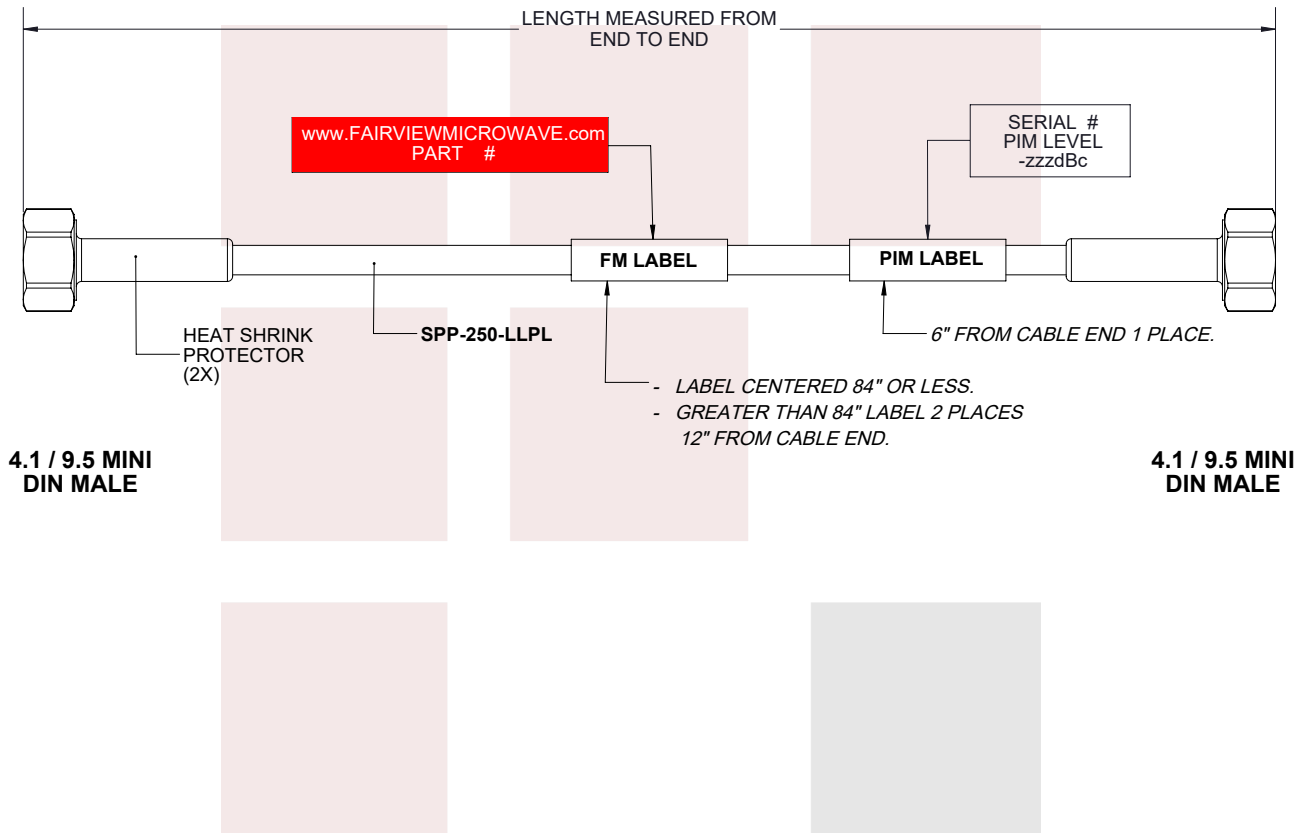 LENGTH MEASURED FROM
END TO END
www.FAIRVIEWMICROWAVE.com
PART #
SERIAL #
PIM LEVEL
-zzzdBc
FM LABEL
PIM LABEL
HEAT SHRINK
PROTECTOR
(2X)
SPP-250-LLPL
6" FROM CABLE END 1 PLACE.
- LABEL CENTERED 84" OR LESS.
- GREATER THAN 84" LABEL 2 PLACES
12" FROM CABLE END.
4.1 / 9.5 MINI
DIN MALE
4.1 / 9.5 MINI
DIN MALE